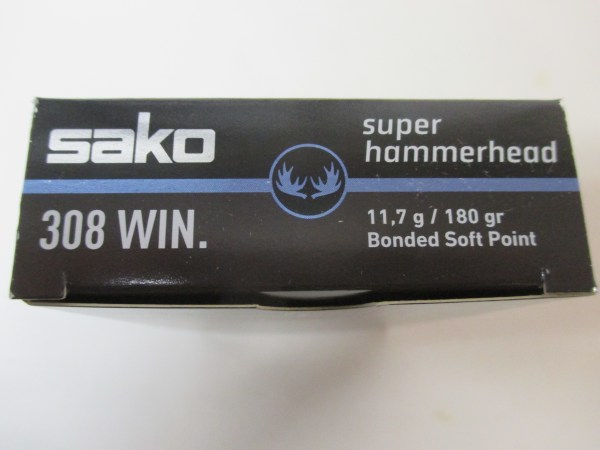 sako
super
hammerhead
308 WIN.
11,7 g / 180 gr
Bonded Soft Point